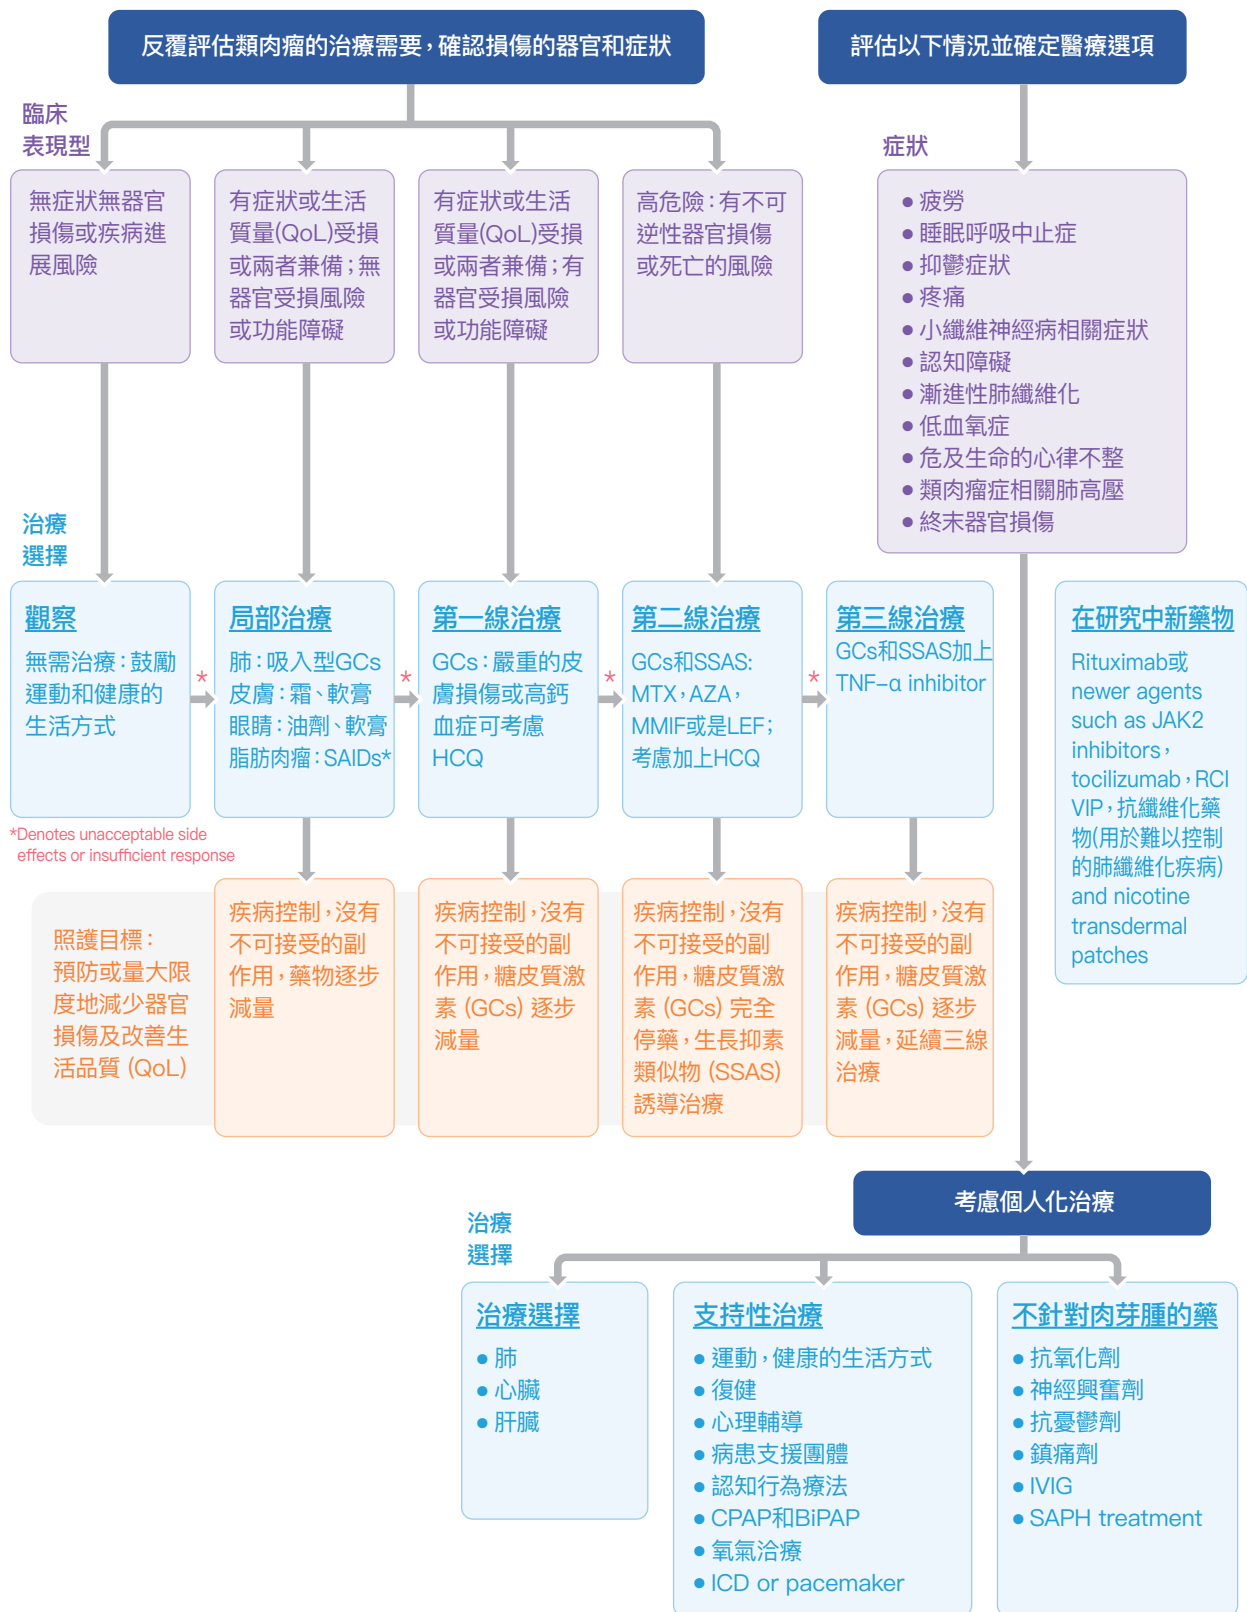 反覆評估類肉瘤的治療需要，確認損傷的器官和症狀
評估以下情況並確定醫療選項
臨床
表現型
無症狀無器官
損傷或疾病進
展風險
有症狀或生活
質量(QoL)受損
或兩者兼備；無
器官受損風險
或功能障礙
有症狀或生活
質量(QoL)受損
或兩者兼備；有
器官受損風險
或功能障礙
高危險：有不可
逆性器官損傷
或死亡的風險
症狀
● 疲勞
● 睡眠呼吸中止症
● 抑鬱症狀
● 疼痛
● 小纖維神經病相關症狀
● 認知障礙
● 漸進性肺纖維化
● 低血氧症
● 危及生命的心律不整
● 類肉瘤症相關肺高壓
● 終末器官損傷
治療
選擇
觀察
無需治療：鼓勵
運動和健康的
生活方式
*
局部治療
肺：吸入型GCs
皮膚：霜、軟膏
眼睛：油劑、軟膏
脂肪肉瘤：SAIDs*
*
第一線治療
GCs：嚴重的皮
膚損傷或高鈣
血症可考慮
HCQ
*
第二線治療
GCs和SSAS:
MTX，AZA，
MMIF或是LEF；
考慮加上HCQ
*
第三線治療
GCs和SSAS加上
TNF-α inhibitor
在研究中新藥物
Rituximab或
newer agents
such as JAK2
inhibitors，
tocilizumab，RCI
VIP，抗纖維化藥
物(用於難以控制
的肺纖維化疾病)
and nicotine
transdermal
patches
*Denotes unacceptable side
effects or insufficient response
照護目標：
預防或量大限
度地減少器官
損傷及改善生
活品質 (QoL)
疾病控制，沒有
不可接受的副
作用，藥物逐步
減量
疾病控制，沒有
不可接受的副
作用，糖皮質激
素 (GCs) 逐步
減量
疾病控制，沒有
不可接受的副
作用，糖皮質激
素 (GCs) 完全
停藥，生長抑素
類似物 (SSAS)
誘導治療
疾病控制，沒有
不可接受的副
作用，糖皮質激
素 (GCs) 逐步
減量，延續三線
治療
考慮個人化治療
治療
選擇
治療選擇
● 肺
● 心臟
● 肝臟
支持性治療
● 運動，健康的生活方式
● 復健
● 心理輔導
● 病患支援團體
● 認知行為療法
● CPAP和BiPAP
● 氧氣洽療
● ICD or pacemaker
不針對肉芽腫的藥
● 抗氧化劑
● 神經興奮劑
● 抗憂鬱劑
● 鎮痛劑
● IVIG
● SAPH treatment